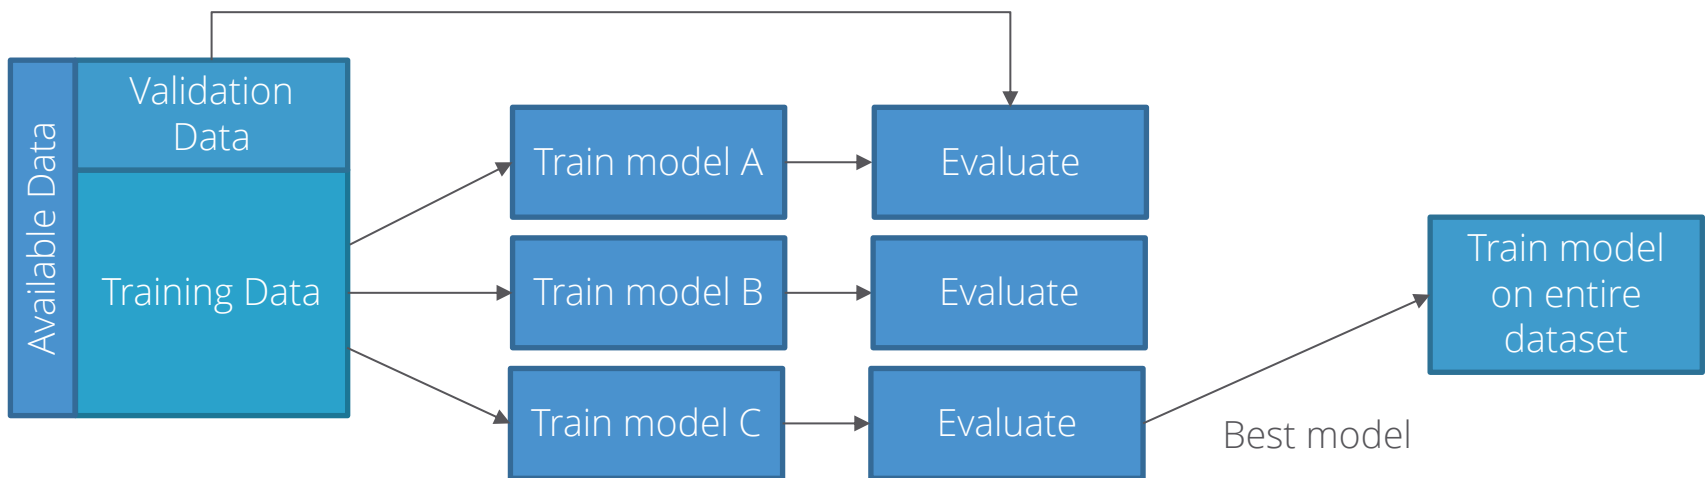 Available Data
Validation
Data
Training Data
Train model A
Evaluate
Train model B
Evaluate
Train model C
Evaluate
Best model
Train model
on entire
dataset